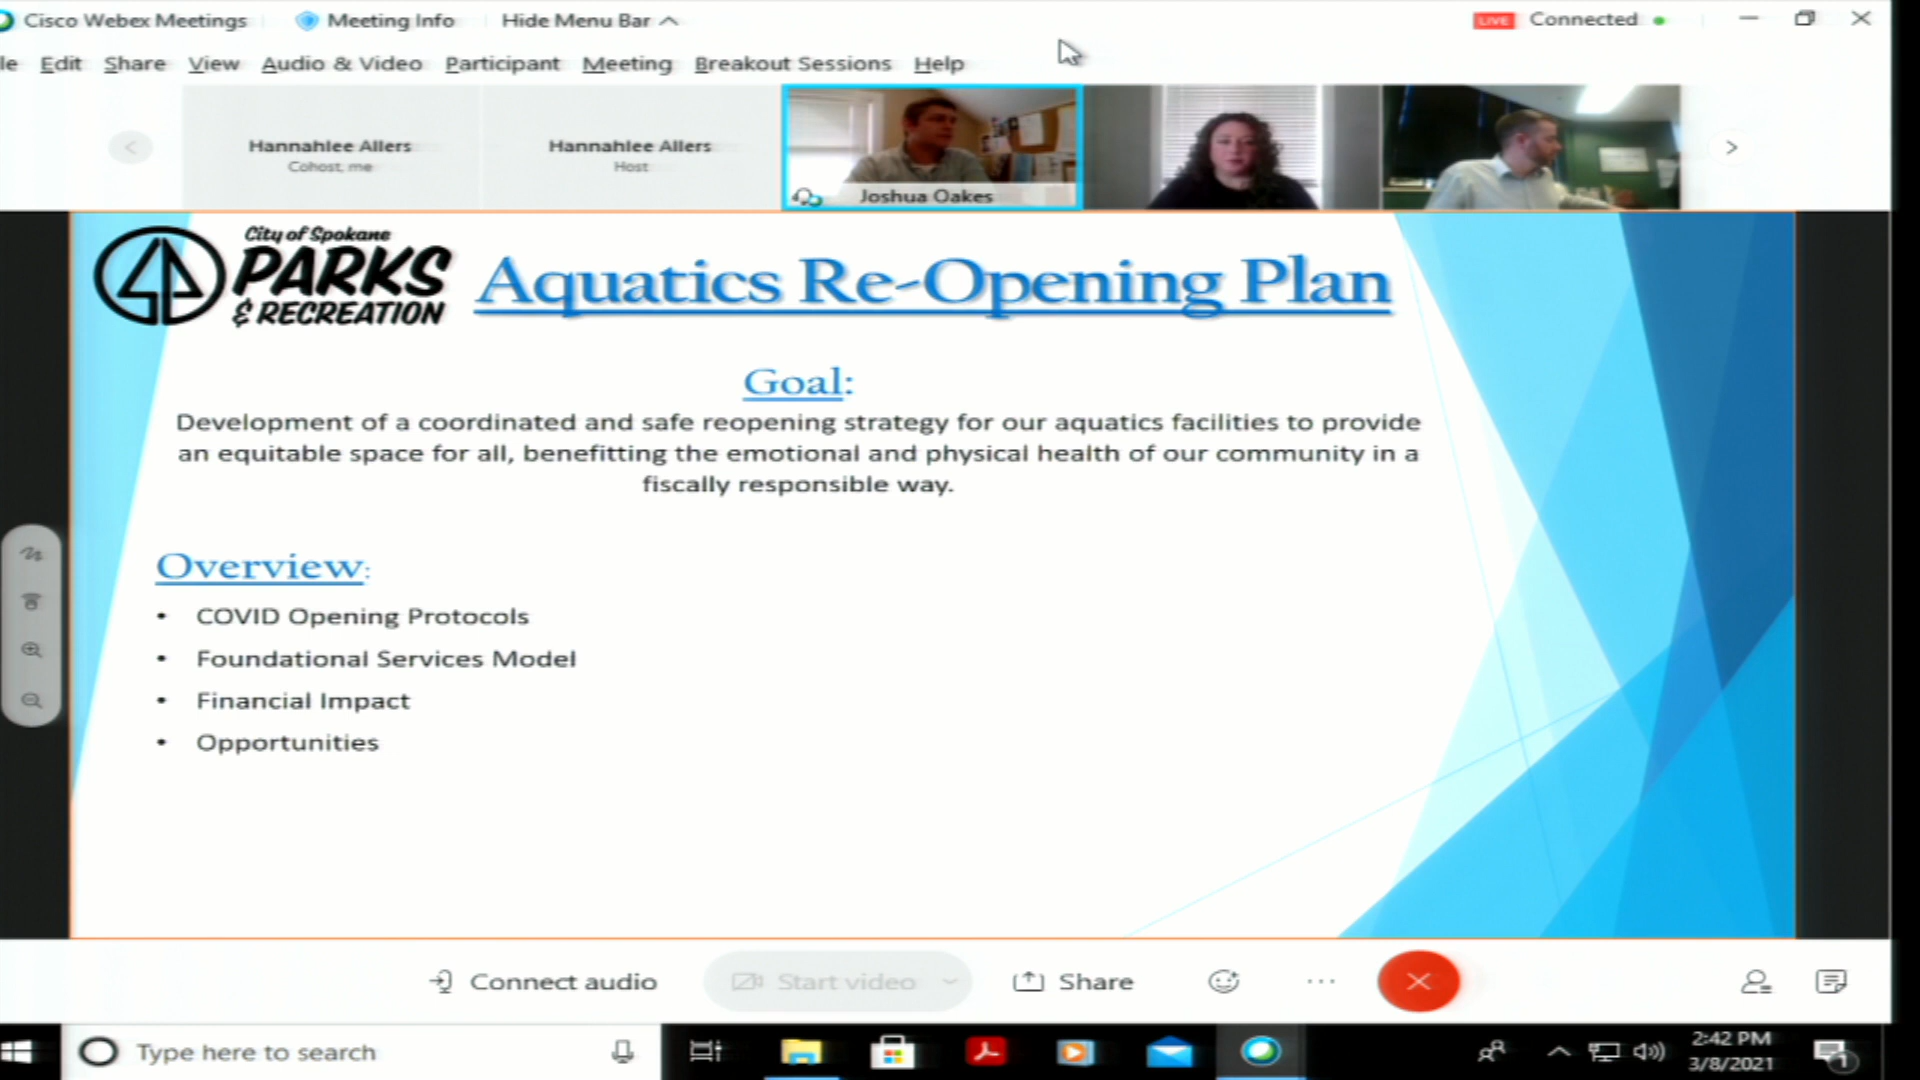 Cisco Webex Meetings
Meeting Info
Hide Menu Bar
LIVE
Connected
le Edit Share View Audio & Video Participant Meeting Breakout Sessions Help
Hannahlee Allers
Cohost, me
Hannahlee Allers
Host
Joshua Oakes
City of Spokane
PARKS
& RECREATION
Aquatics Re-Opening Plan
Goal:
Development of a coordinated and safe reopening strategy for our aquatics facilities to provide
an equitable space for all, benefitting the emotional and physical health of our community in a
fiscally responsible way.
Overview:
• COVID Opening Protocols
• Foundational Services Model
• Financial Impact
• Opportunities
Connect audio
Start video
Share
Type here to search
2:42 PM
3/8/2021
1